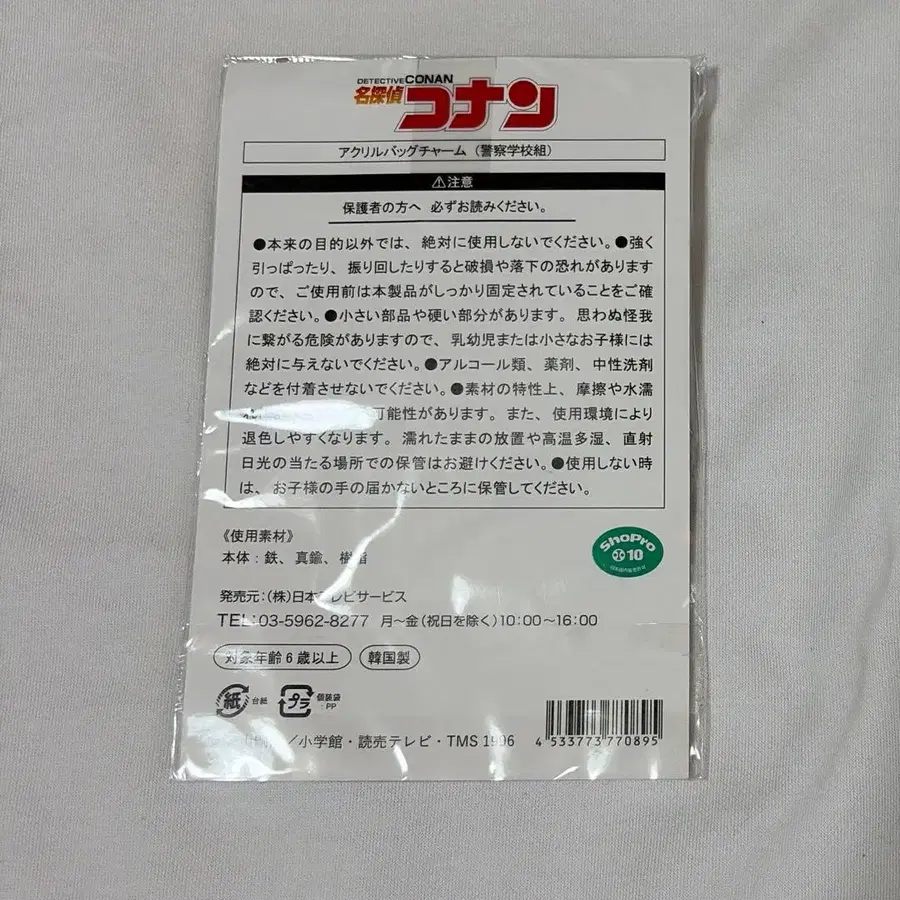 DETECTIVE CONAN
名探偵コナン
アクリルバッグチャーム（警察学校組）
⚠注意
保護者の方へ 必ずお読みください。
●本来の目的以外では、絶対に使用しないでください。●強く
引っぱったり、振り回したりすると破損や落下の恐れがあります
ので、ご使用前は本製品がしっかり固定されていることをご確
認ください。●小さい部品や硬い部分があります。思わぬ怪我
に繋がる危険がありますので、乳幼児または小さなお子様には
絶対に与えないでください。●アルコール類、薬剤、中性洗剤
などを付着させないでください。●素材の特性上、摩擦や水濡
可能性があります。また、使用環境により
退色しやすくなります。濡れたままの放置や高温多湿、直射
日光の当たる場所での保管はお避けください。●使用しない時
は、お子様の手の届かないところに保管してください。
《使用素材》
本体：鉄、真鍮、樹脂
ShoPro
10
発売元：(株)日本テレビサービス
TEL:03-5962-8277 月～金(祝日を除く)10:00～16:00
対象年齢6歳以上 韓国製
紙 台紙 プラ 個装袋
:PP
／小学館・読売テレビ・TMS 1996
4 533773 770895